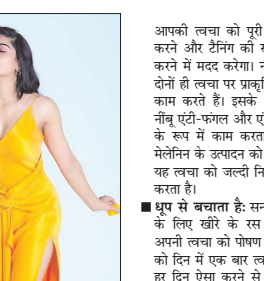 आपकी त्वचा को पूरी
करने और टैनिंग की
करने में मदद करेगा।
दोनों ही त्वचा पर प्राकृ
काम करते हैं। इसके
नींबू एंटी-फंगल और
के रूप में काम करता
मेलेनिन के उत्पादन को
यह त्वचा को जल्दी नि
करता है।
■ धूप से बचाता है: सन
के लिए खीरे के रस
अपनी त्वचा को पोषण
को दिन में एक बार त्व
हर दिन ऐसा करने से